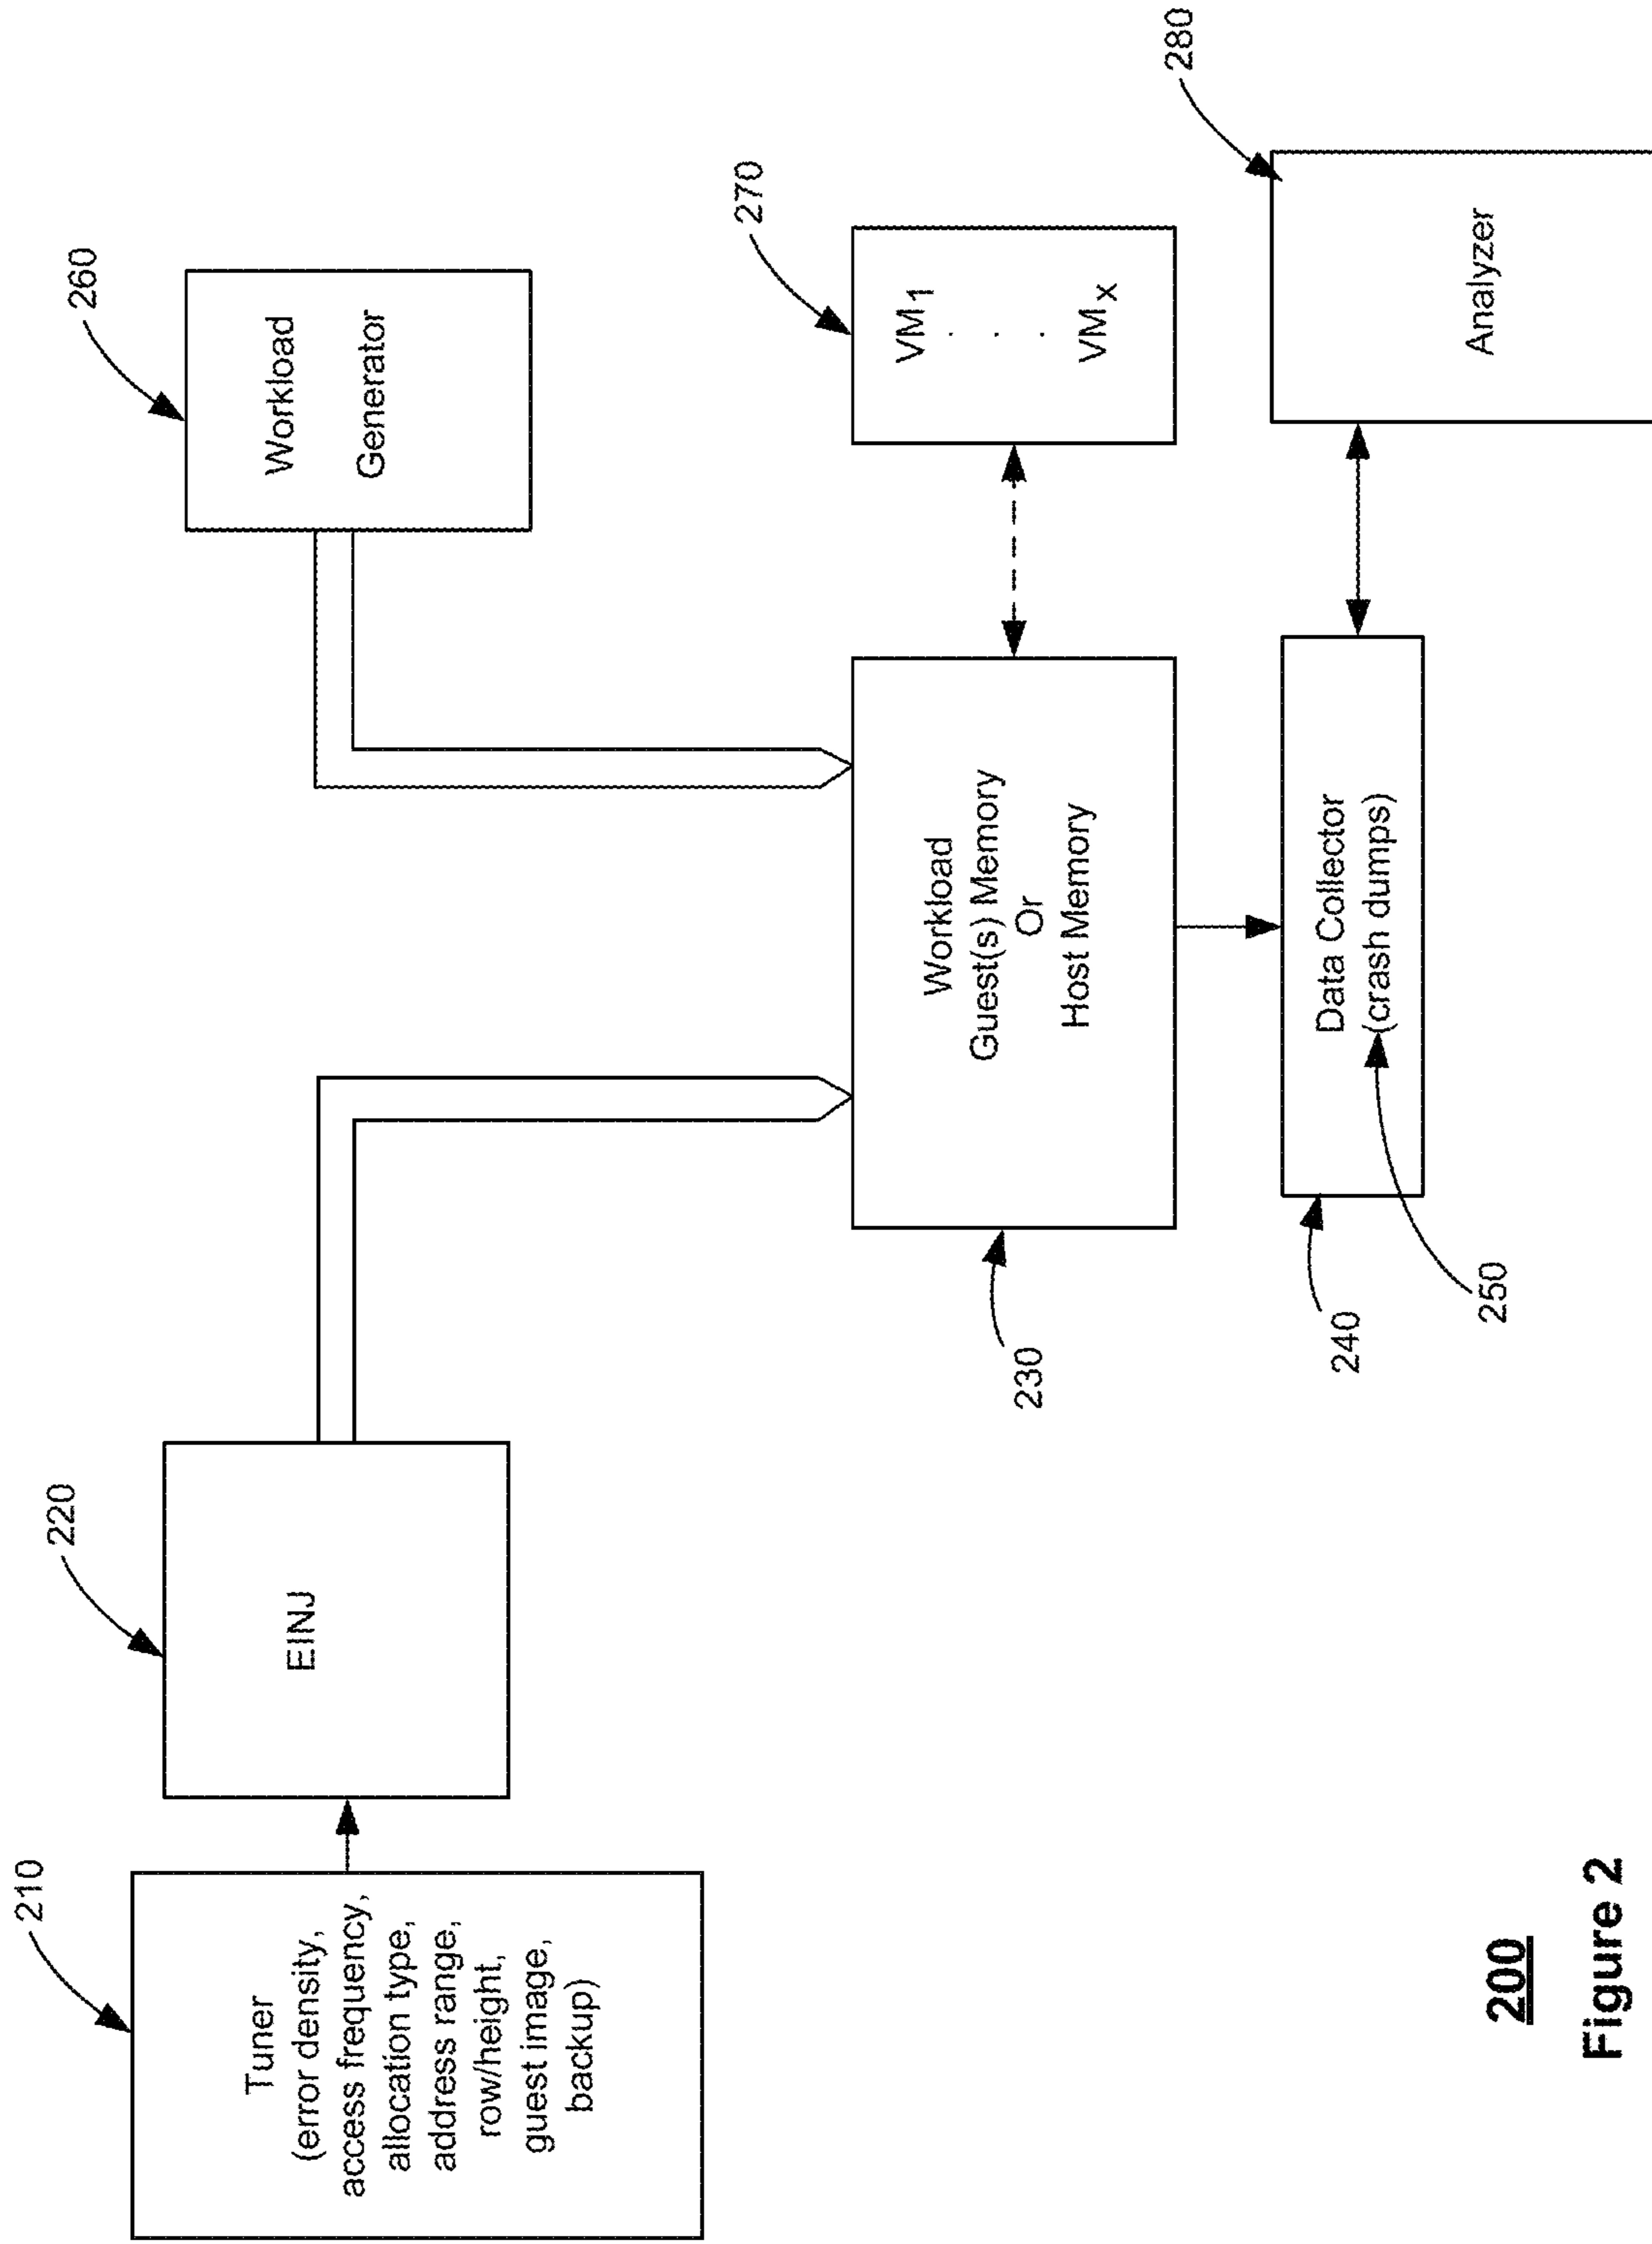 210
Tuner
(error density,
access frequency,
allocation type,
address range,
row/height,
guest image,
backup)
220
EINJ
260
Workload
Generator
230
Workload
Guest(s) Memory
Or
Host Memory
270
VM1
.
.
.
VMx
240
Data Collector
(crash dumps)
250
280
Analyzer
200
Figure 2